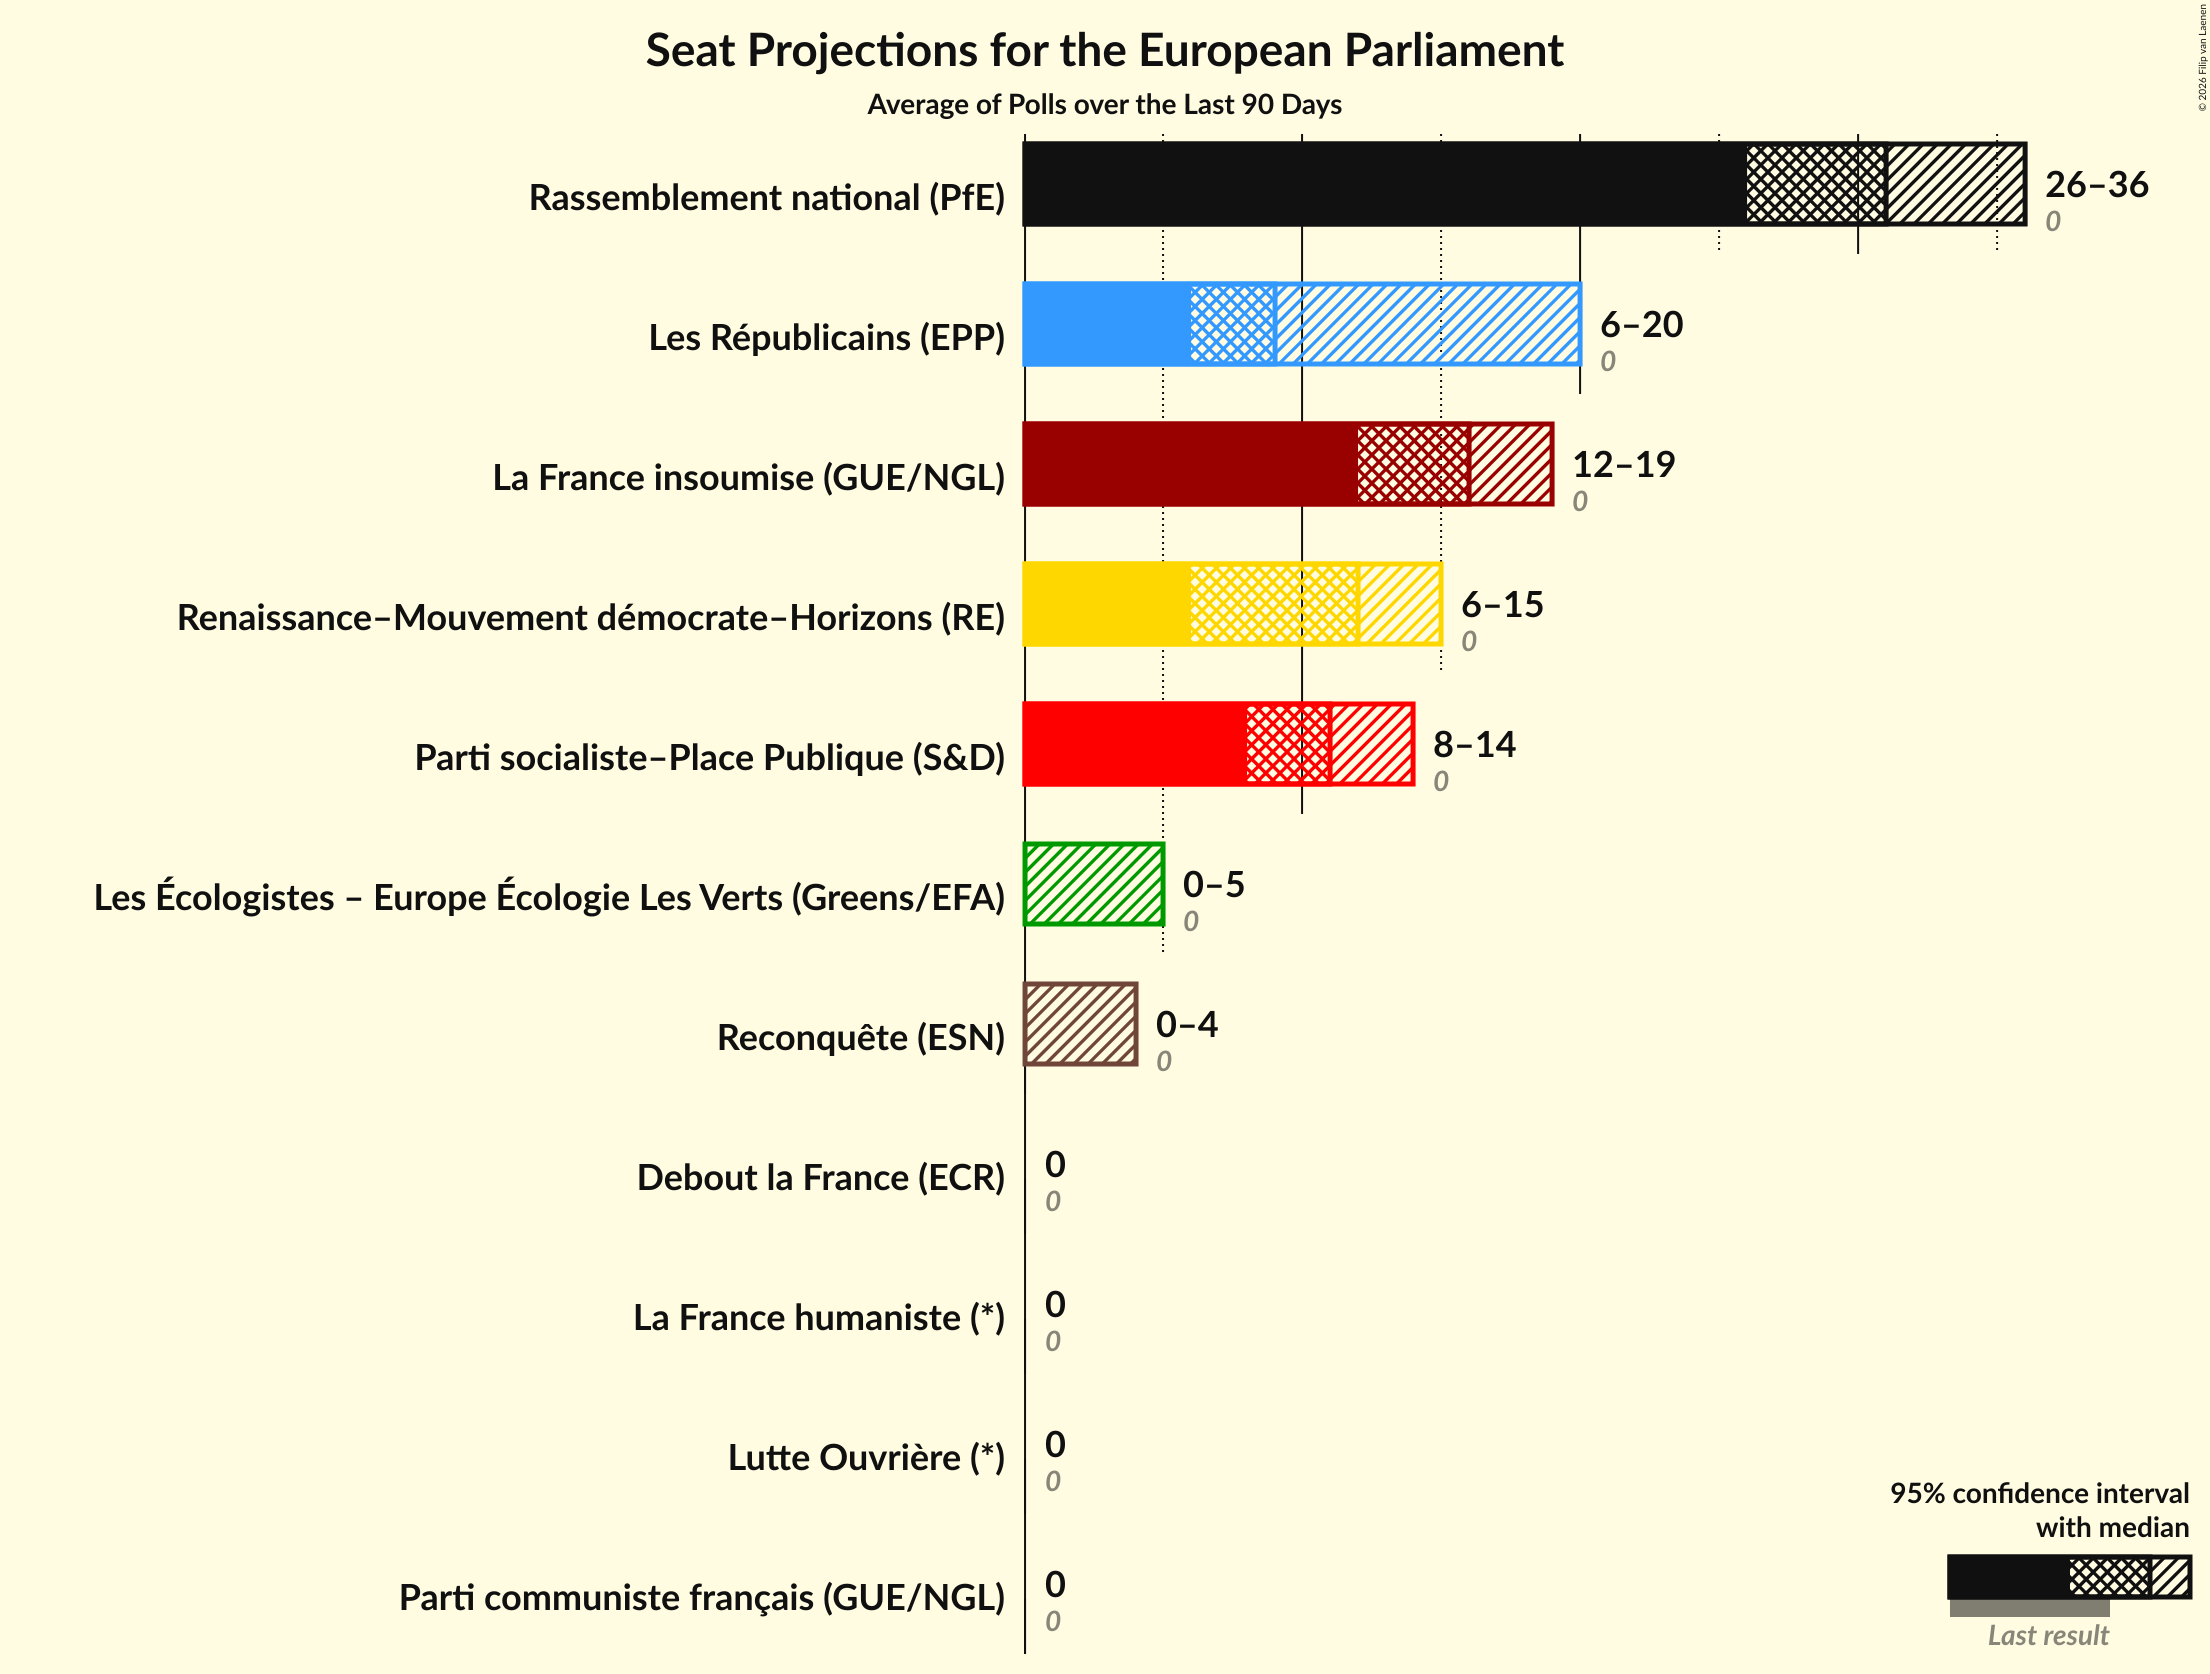 Seat Projections for the European Parliament
Average of Polls over the Last 90 Days
© 2026 Filip van Laenen
Rassemblement national (PfE)
26–36
0
Les Républicains (EPP)
6–20
0
La France insoumise (GUE/NGL)
12–19
0
Renaissance–Mouvement démocrate–Horizons (RE)
6–15
0
Parti socialiste–Place Publique (S&D)
8–14
0
Les Écologistes – Europe Écologie Les Verts (Greens/EFA)
0–5
0
Reconquête (ESN)
0–4
0
Debout la France (ECR)
0
0
La France humaniste (*)
0
0
Lutte Ouvrière (*)
0
0
Parti communiste français (GUE/NGL)
0
0
95% confidence interval
with median
Last result